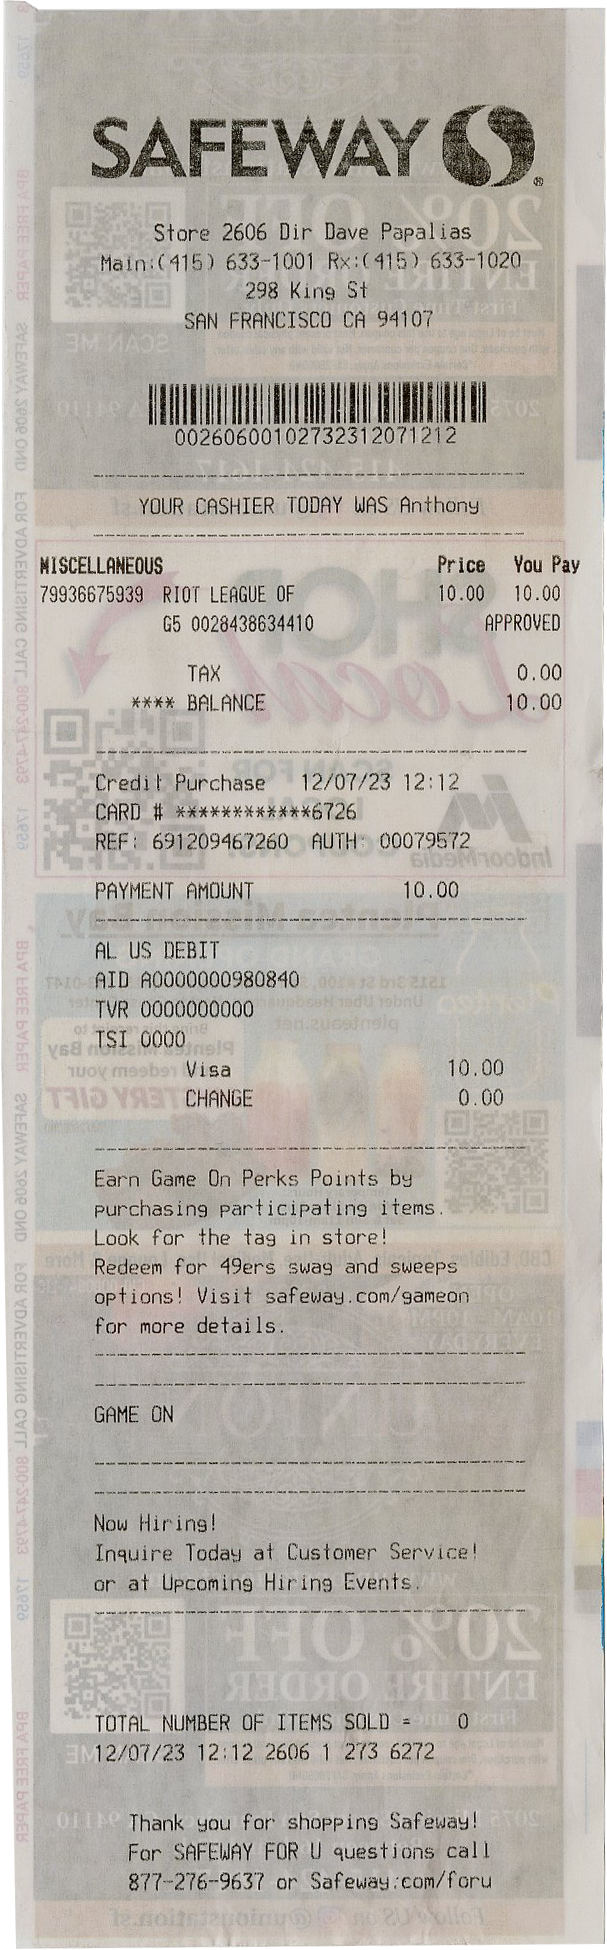 SAFEWAY
Store 2606 Dir Dave Papalias
Main:(415) 633-1001 Rx:(415) 633-1020
298 King St
SAN FRANCISCO CA 94107
00260600102732312071212
YOUR CASHIER TODAY WAS Anthony
MISCELLANEOUS Price You Pay
79936675939 RIOT LEAGUE OF 10.00 10.00
G5 0028438634410 APPROVED
TAX 0.00
**** BALANCE 10.00
Credit Purchase 12/07/23 12:12
CARD # ************6726
REF: 691209467260 AUTH: 00079572
PAYMENT AMOUNT 10.00
AL US DEBIT
AID A0000000980840
TVR 0000000000
TSI 0000
Visa 10.00
CHANGE 0.00
Earn Game On Perks Points by
purchasing participating items.
Look for the tag in store!
Redeem for 49ers swag and sweeps
options! Visit safeway.com/gameon
for more details.
GAME ON
Now Hiring!
Inquire Today at Customer Service!
or at Upcoming Hiring Events.
TOTAL NUMBER OF ITEMS SOLD = 0
12/07/23 12:12 2606 1 273 6272
Thank you for shopping Safeway!
For SAFEWAY FOR U questions call
877-276-9637 or Safeway.com/foru